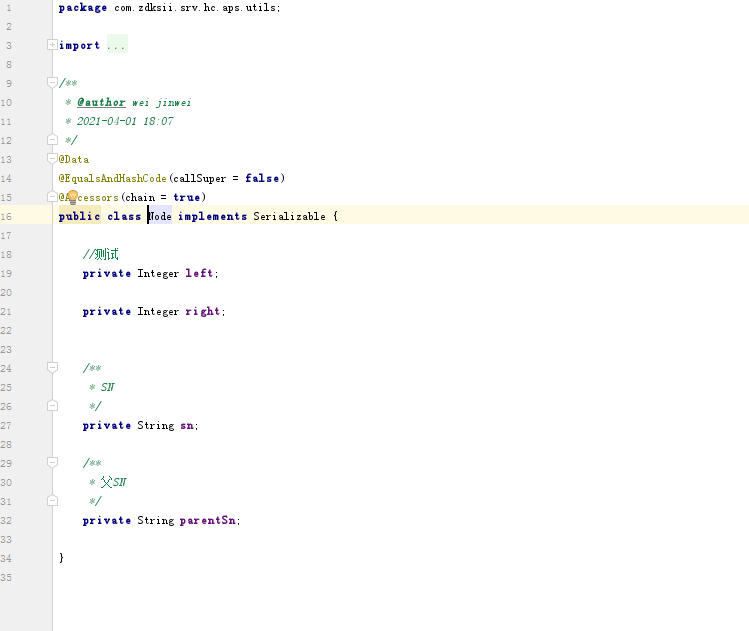 1 package com.zdksii.srv.hc.aps.utils;
2
3 import ...
8
9 /**
10 * @author wei jinwei
11 * 2021-04-01 18:07
12 */
13 @Data
14 @EqualsAndHashCode(callSuper = false)
15 @Accessors(chain = true)
16 public class Node implements Serializable {
17
18 //测试
19 private Integer left;
20
21 private Integer right;
22
23
24 /**
25 * SN
26 */
27 private String sn;
28
29 /**
30 * 父SN
31 */
32 private String parentSn;
33
34 }
35